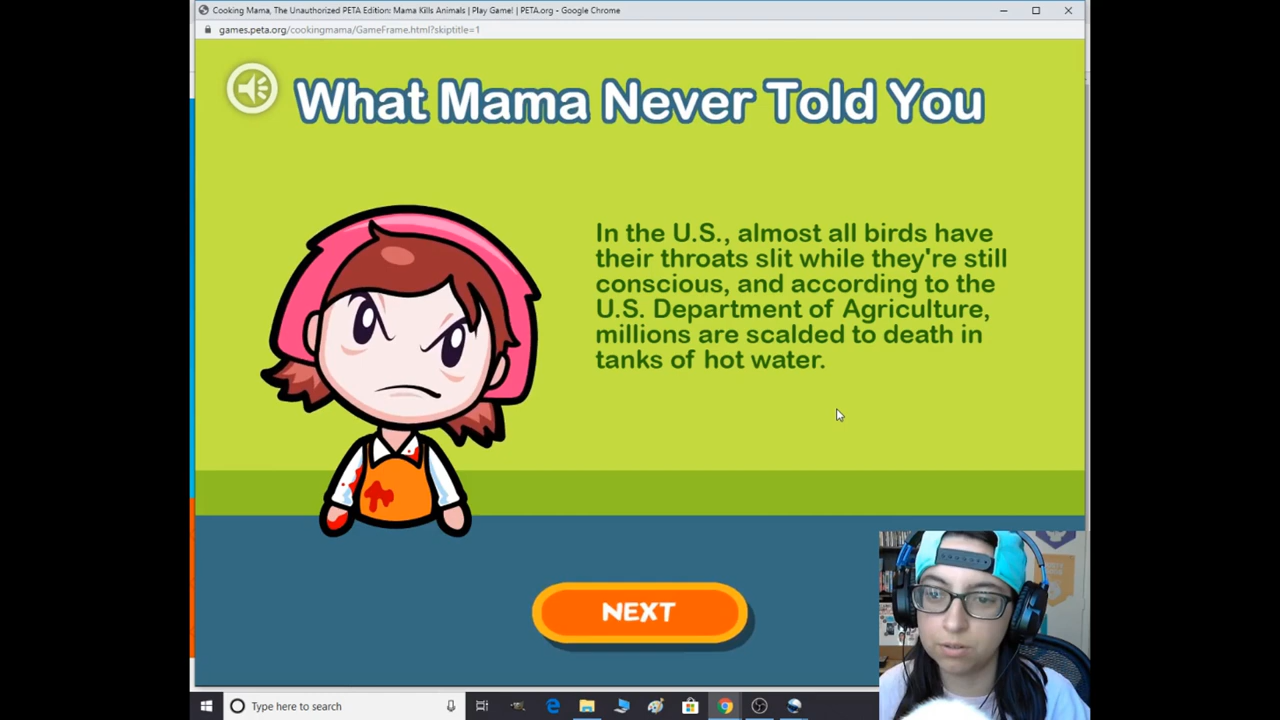 Cooking Mama, The Unauthorized PETA Edition: Mama Kills Animals | Play Game! | PETA.org - Google Chrome
games.peta.org/cookingmama/GameFrame.html?skiptitle=1
What Mama Never Told You
In the U.S., almost all birds have
their throats slit while they're still
conscious, and according to the
U.S. Department of Agriculture,
millions are scalded to death in
tanks of hot water.
NEXT
Type here to search